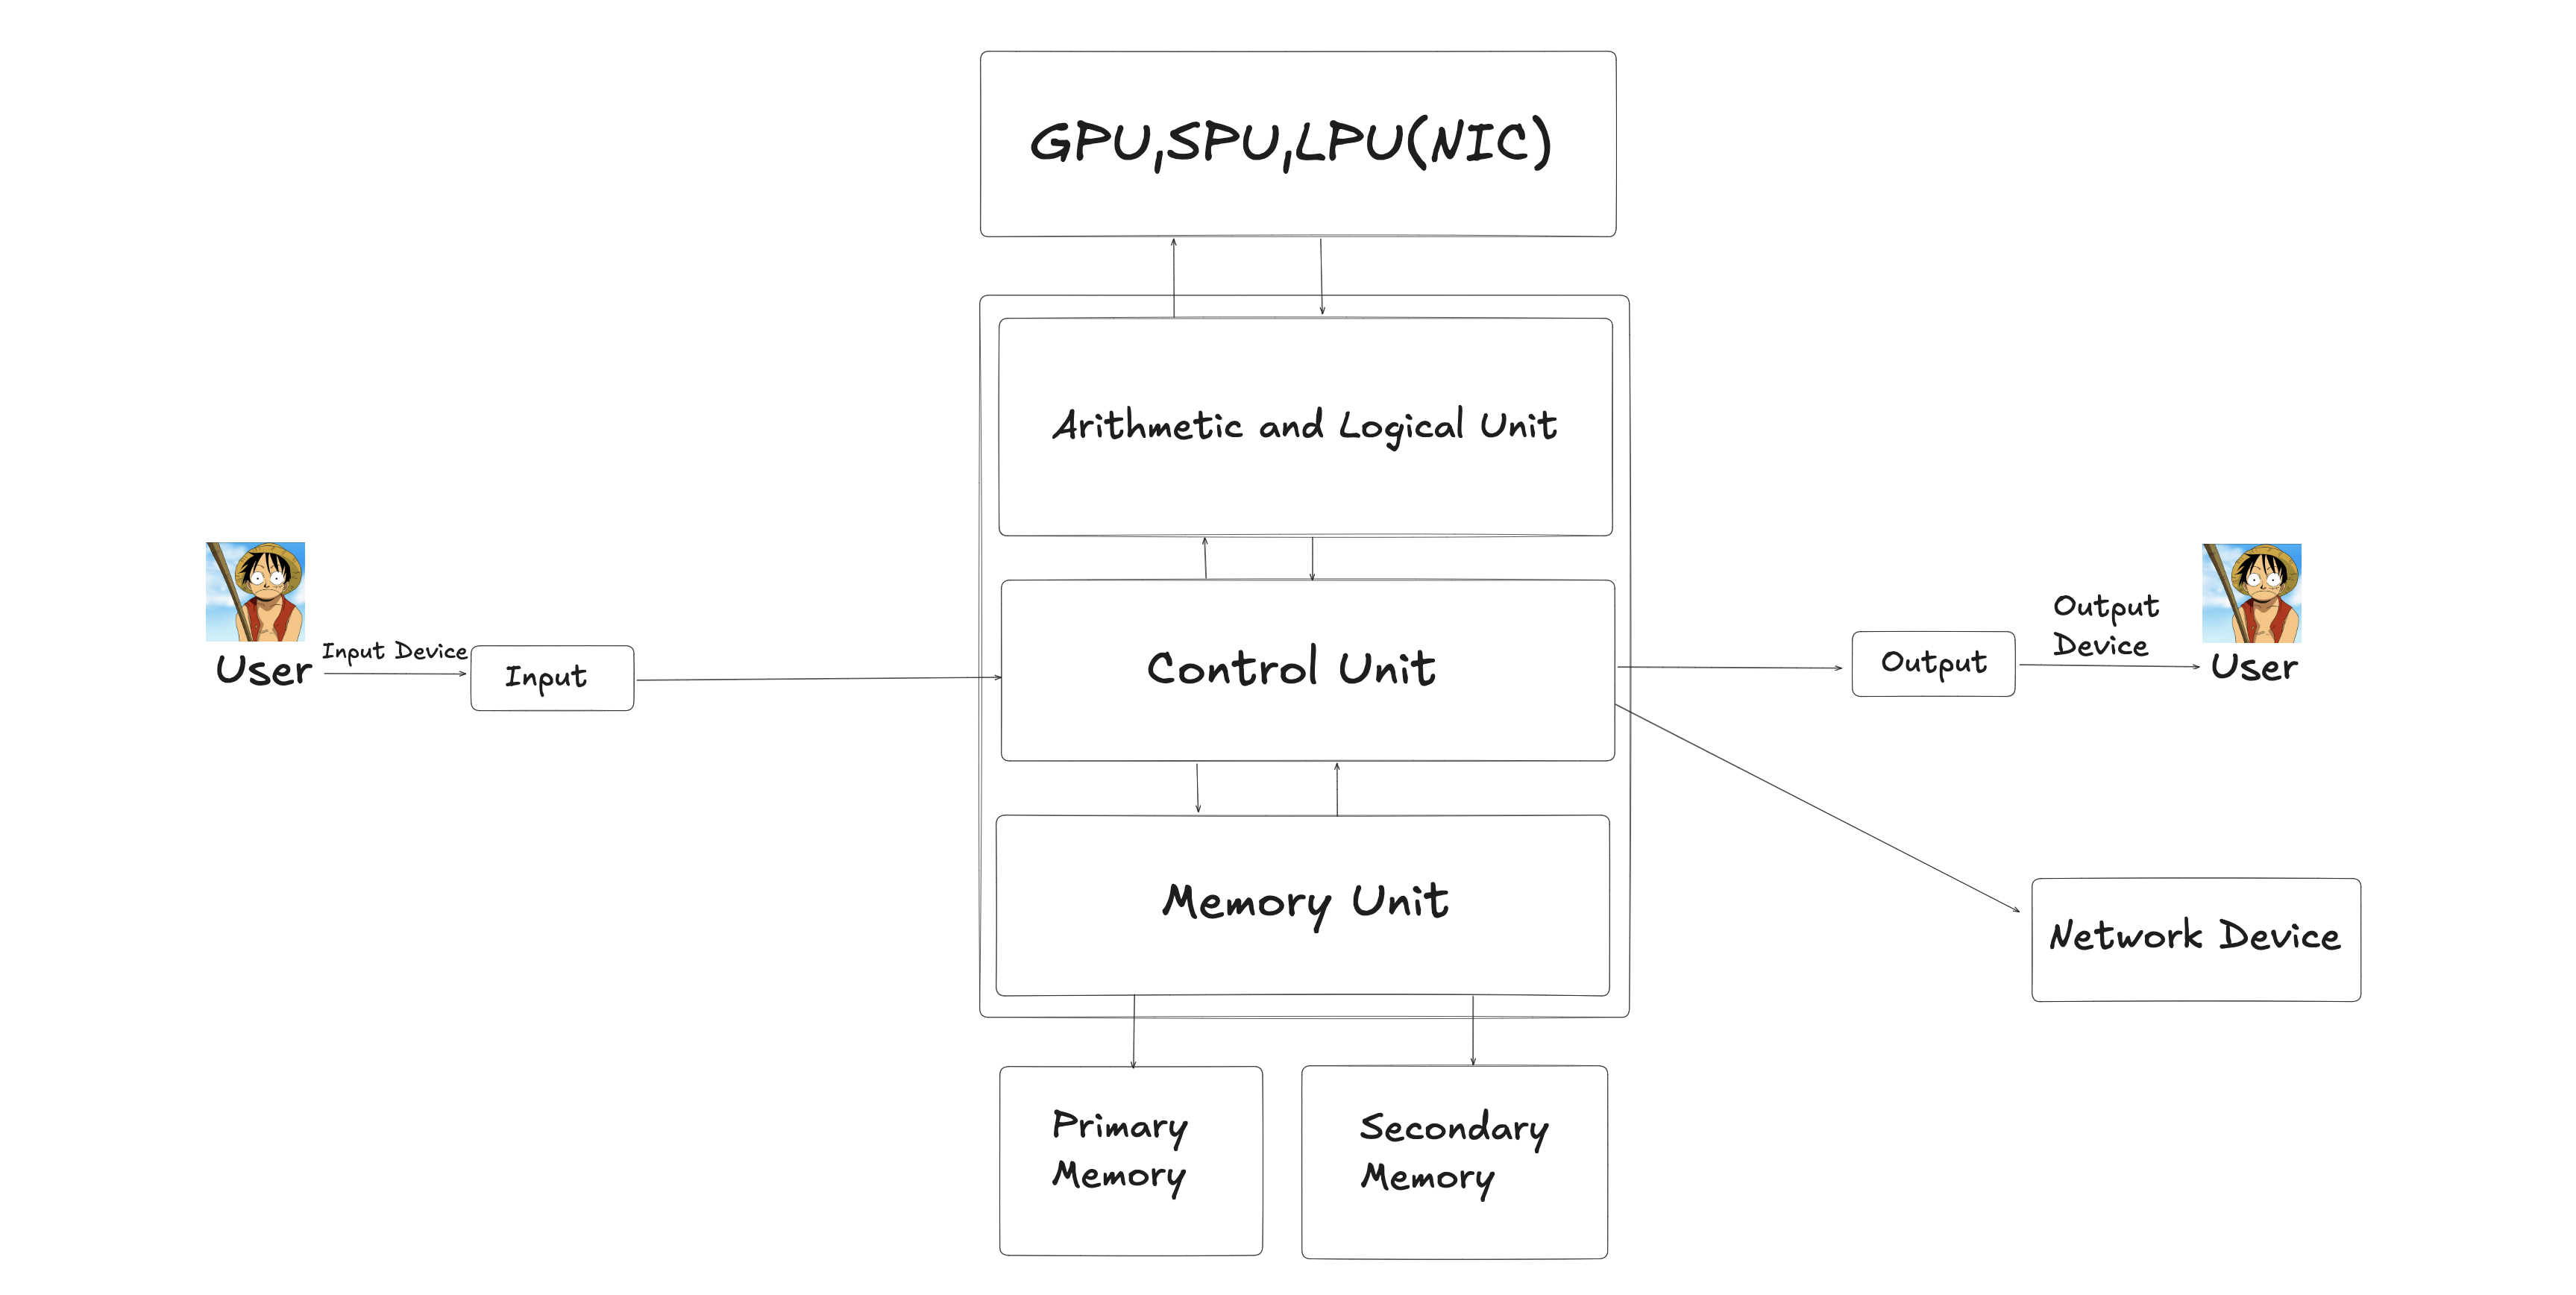 GPU,SPU,LPU(NIC)
Arithmetic and Logical Unit
User
Input Device
Input
Control Unit
Output
Output
Device
User
Memory Unit
Network Device
Primary
Memory
Secondary
Memory